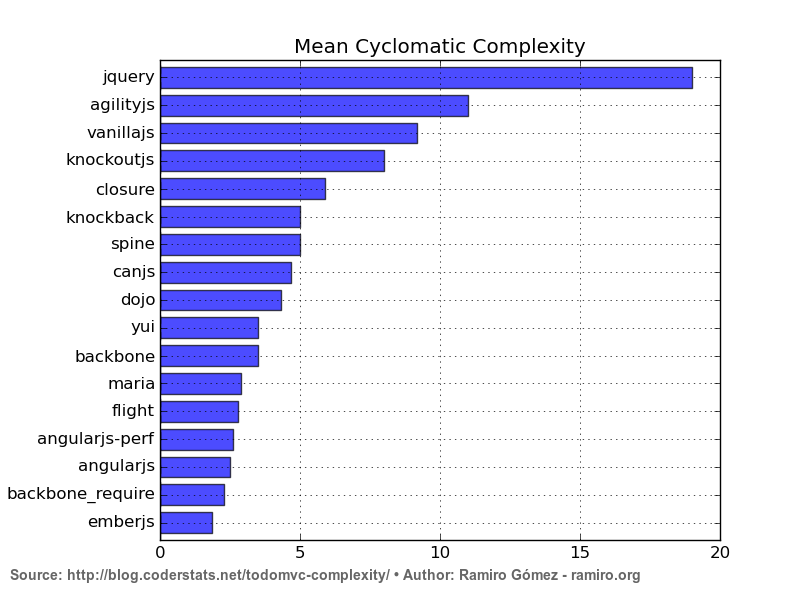 Mean Cyclomatic Complexity
jquery
agilityjs
vanillajs
knockoutjs
closure
knockback
spine
canjs
dojo
yui
backbone
maria
flight
angularjs-perf
angularjs
backbone_require
emberjs
0 5 10 15 20
Source: http://blog.coderstats.net/todomvc-complexity/ • Author: Ramiro Gómez - ramiro.org